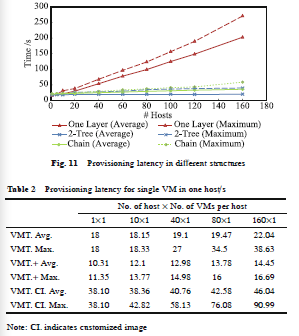 300
250
200
150
100
50
0
Time /s
0 20 40 60 80 100 120 140 160 180
# Hosts
One Layer (Average) One Layer (Maximum)
2-Tree (Average) 2-Tree (Maximum)
Chain (Average) Chain (Maximum)
Fig. 11 Provisioning latency in different structures
Table 2 Provisioning latency for single VM in one host/s
No. of host × No. of VMs per host
1×1 10×1 40×1 80×1 160×1
VMT. Avg. 18 18.15 19.1 19.47 22.04
VMT. Max. 18 18.33 27 34.5 38.63
VMT.+ Avg. 10.31 12.1 12.98 13.78 14.45
VMT.+ Max. 11.35 13.77 14.98 16 16.69
VMT. CI. Avg. 38.10 38.36 40.76 42.58 46.04
VMT. CI. Max. 38.10 42.82 58.13 76.08 90.99
Note: CI. indicates customized image